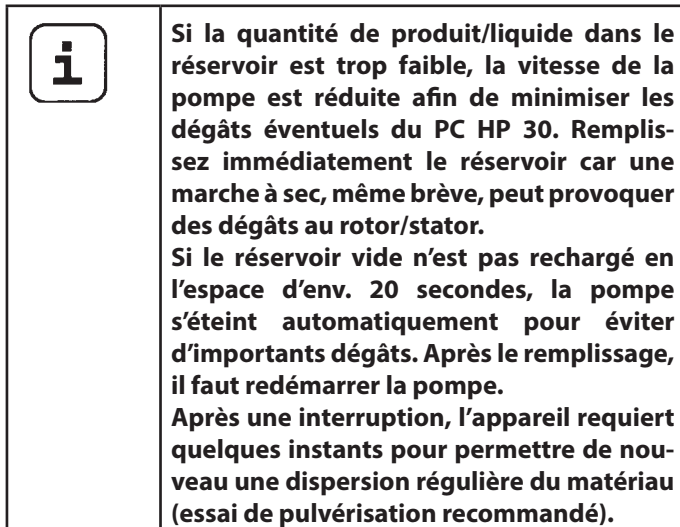 i
Si la quantité de produit/liquide dans le
réservoir est trop faible, la vitesse de la
pompe est réduite afin de minimiser les
dégâts éventuels du PC HP 30. Remplis-
sez immédiatement le réservoir car une
marche à sec, même brève, peut provoquer
des dégâts au rotor/stator.
Si le réservoir vide n’est pas rechargé en
l’espace d’env. 20 secondes, la pompe
s’éteint automatiquement pour éviter
d’importants dégâts. Après le remplissage,
il faut redémarrer la pompe.
Après une interruption, l’appareil requiert
quelques instants pour permettre de nou-
veau une dispersion régulière du matériau
(essai de pulvérisation recommandé).